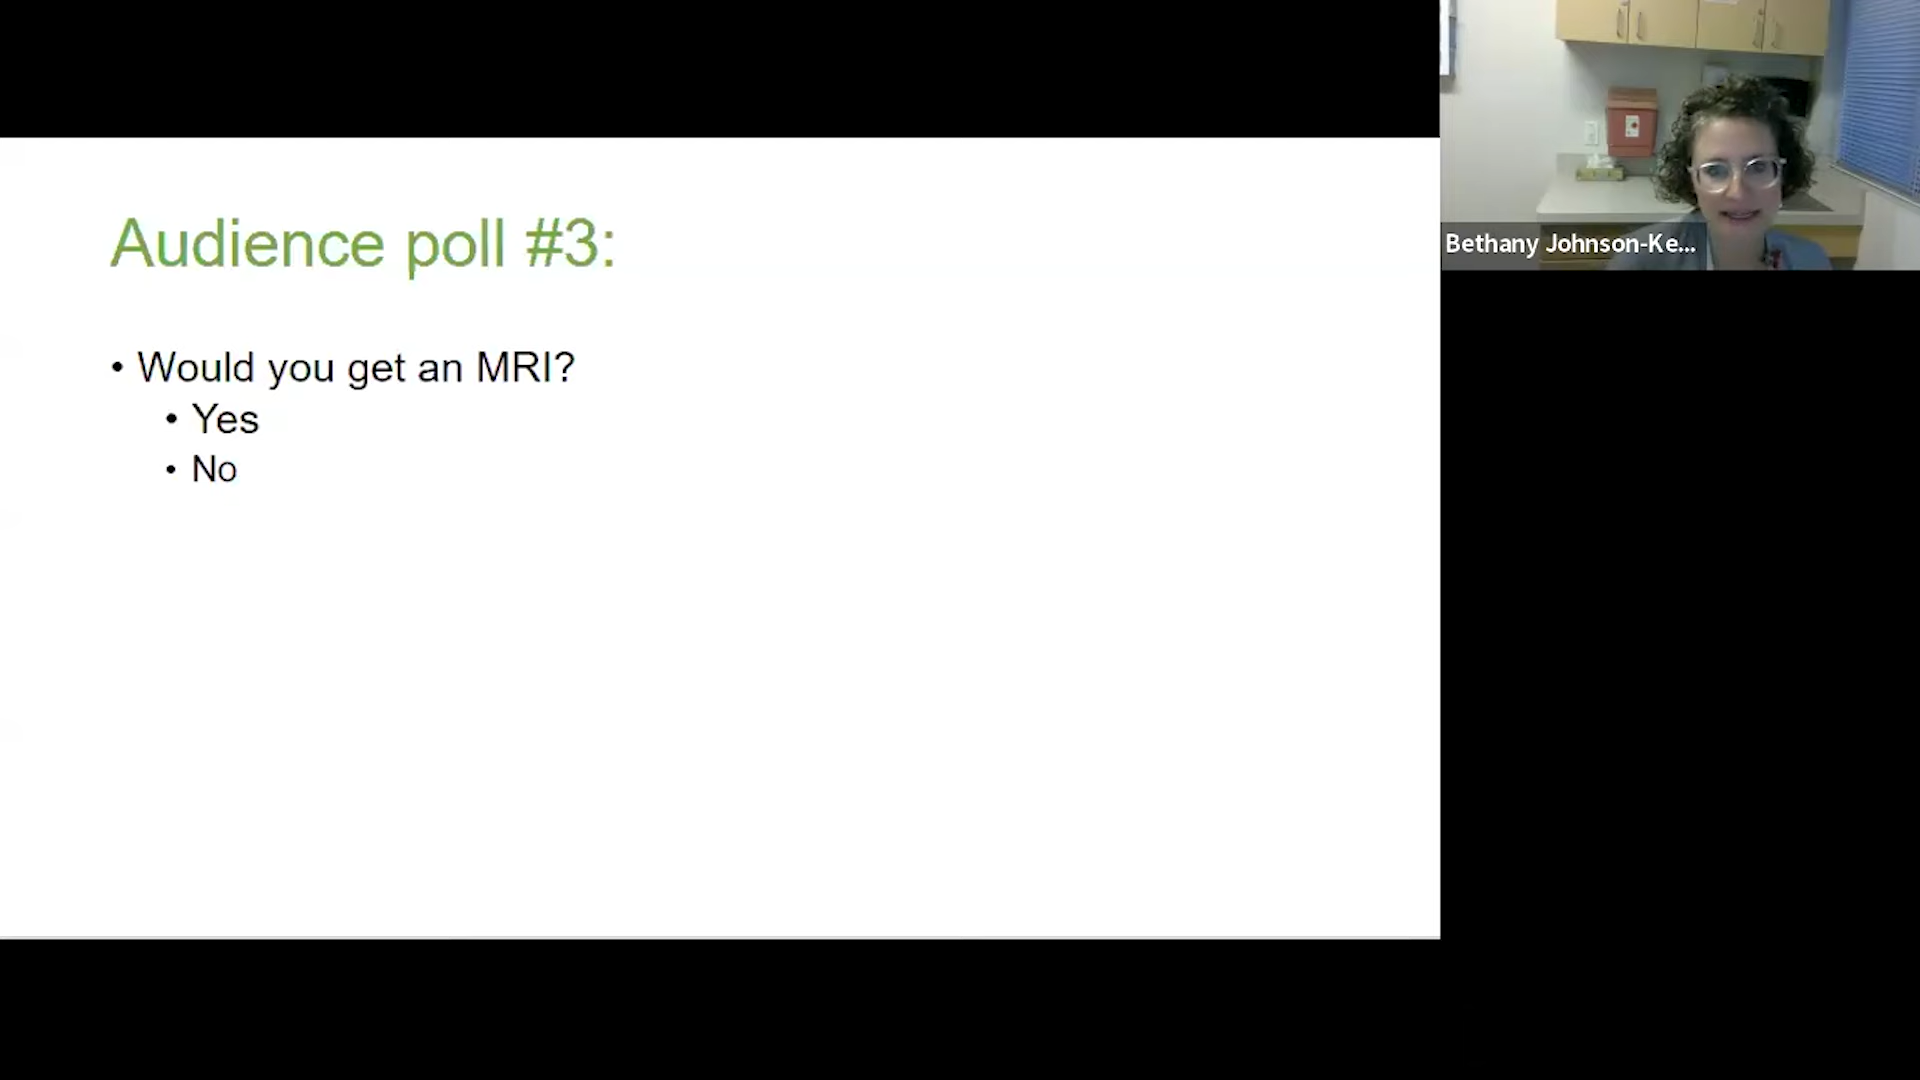 Audience poll #3:
• Would you get an MRI?
• Yes
• No
Bethany Johnson-Ke...